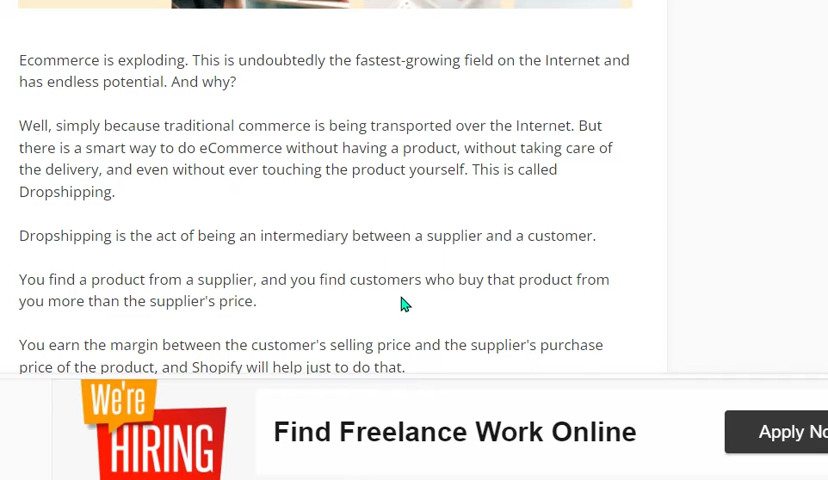 Ecommerce is exploding. This is undoubtedly the fastest-growing field on the Internet and
has endless potential. And why?
Well, simply because traditional commerce is being transported over the Internet. But
there is a smart way to do eCommerce without having a product, without taking care of
the delivery, and even without ever touching the product yourself. This is called
Dropshipping.
Dropshipping is the act of being an intermediary between a supplier and a customer.
You find a product from a supplier, and you find customers who buy that product from
you more than the supplier's price.
You earn the margin between the customer's selling price and the supplier's purchase
price of the product, and Shopify will help just to do that.
We're
HIRING
Find Freelance Work Online
Apply No